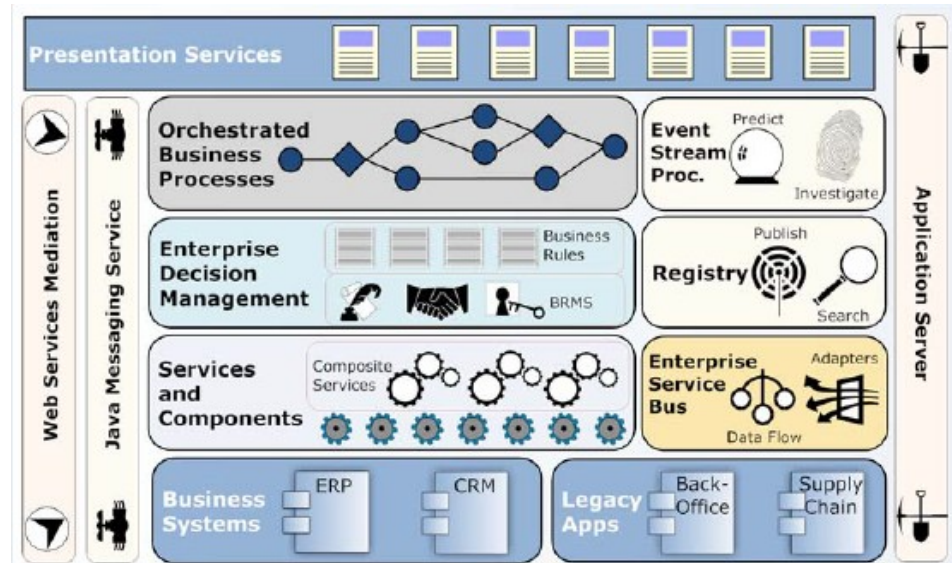 Presentation Services
Web Services Mediation
Java Messaging Service
Orchestrated
Business
Processes
Event
Stream
Proc.
Predict
#
Investigate
Enterprise
Decision
Management
Business
Rules
BRMS
Registry
Publish
Search
Services
and
Components
Composite
Services
Enterprise
Service
Bus
Adapters
Data Flow
Business
Systems
ERP
CRM
Legacy
Apps
Back-
Office
Supply
Chain
Application Server